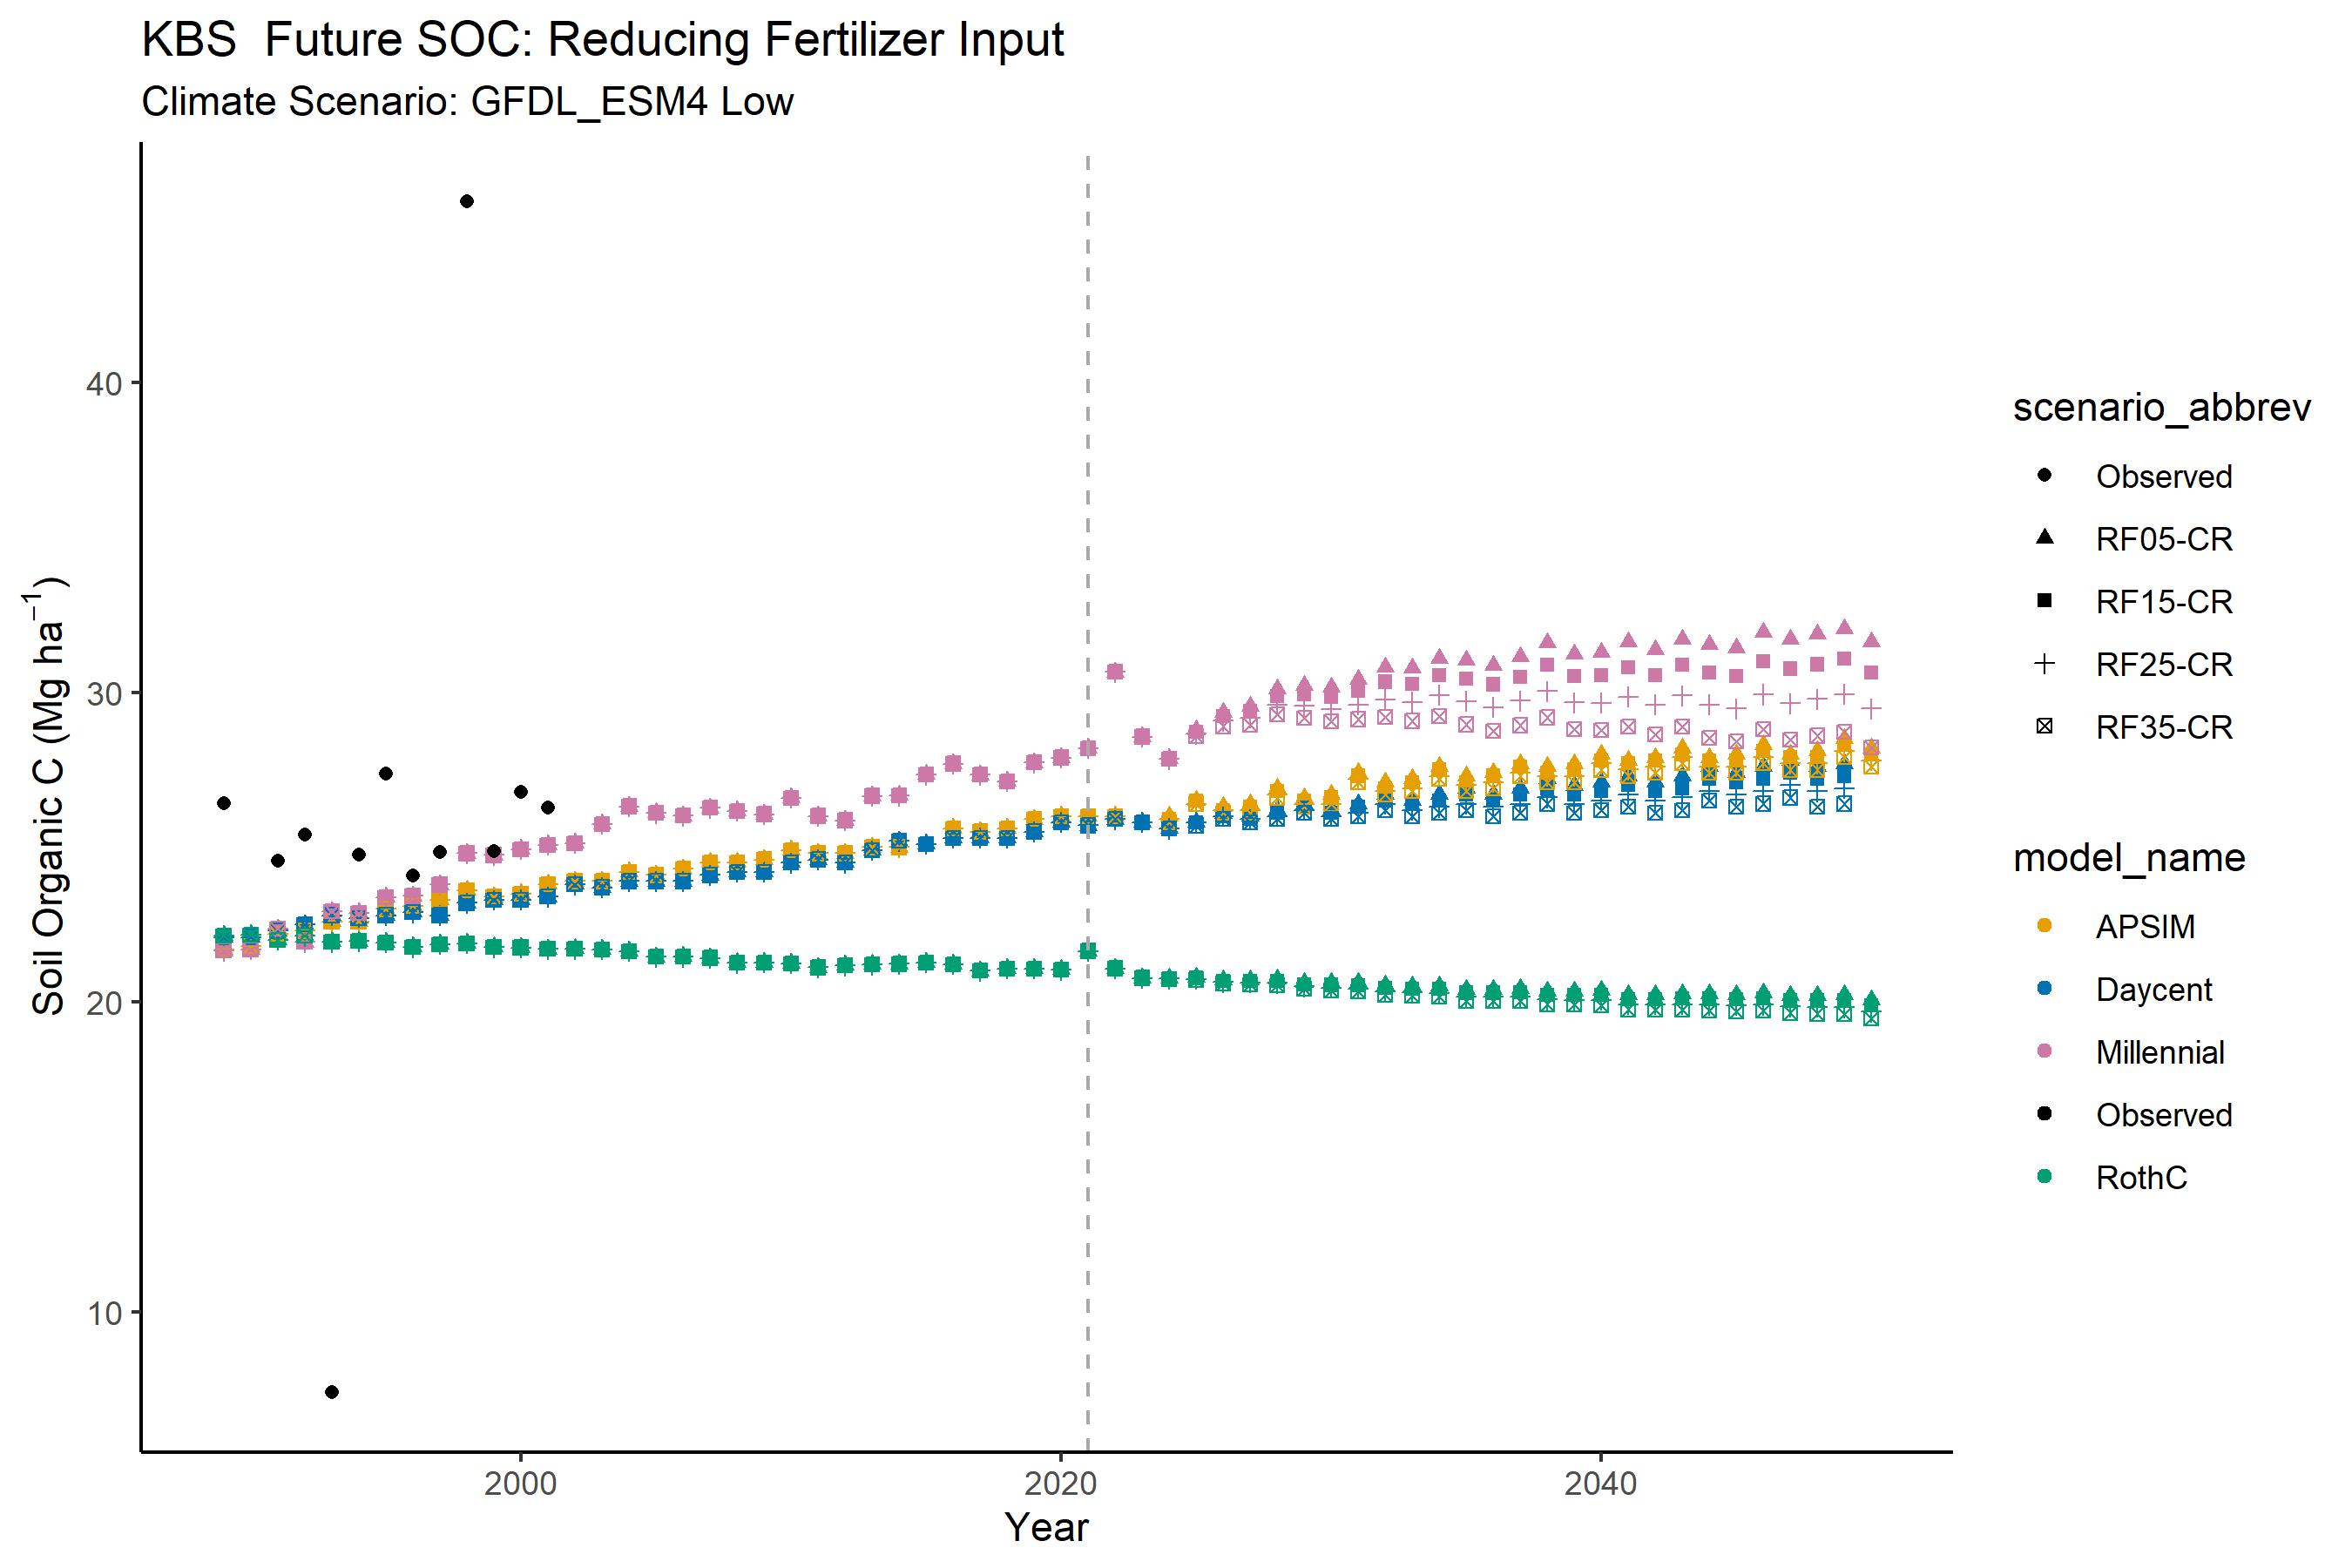 KBS  Future SOC: Reducing Fertilizer Input
Climate Scenario: GFDL_ESM4 Low
Soil Organic C (Mg ha⁻¹)
40
30
20
10
2000
2020
2040
Year
scenario_abbrev
Observed
RF05-CR
RF15-CR
RF25-CR
RF35-CR
model_name
APSIM
Daycent
Millennial
Observed
RothC